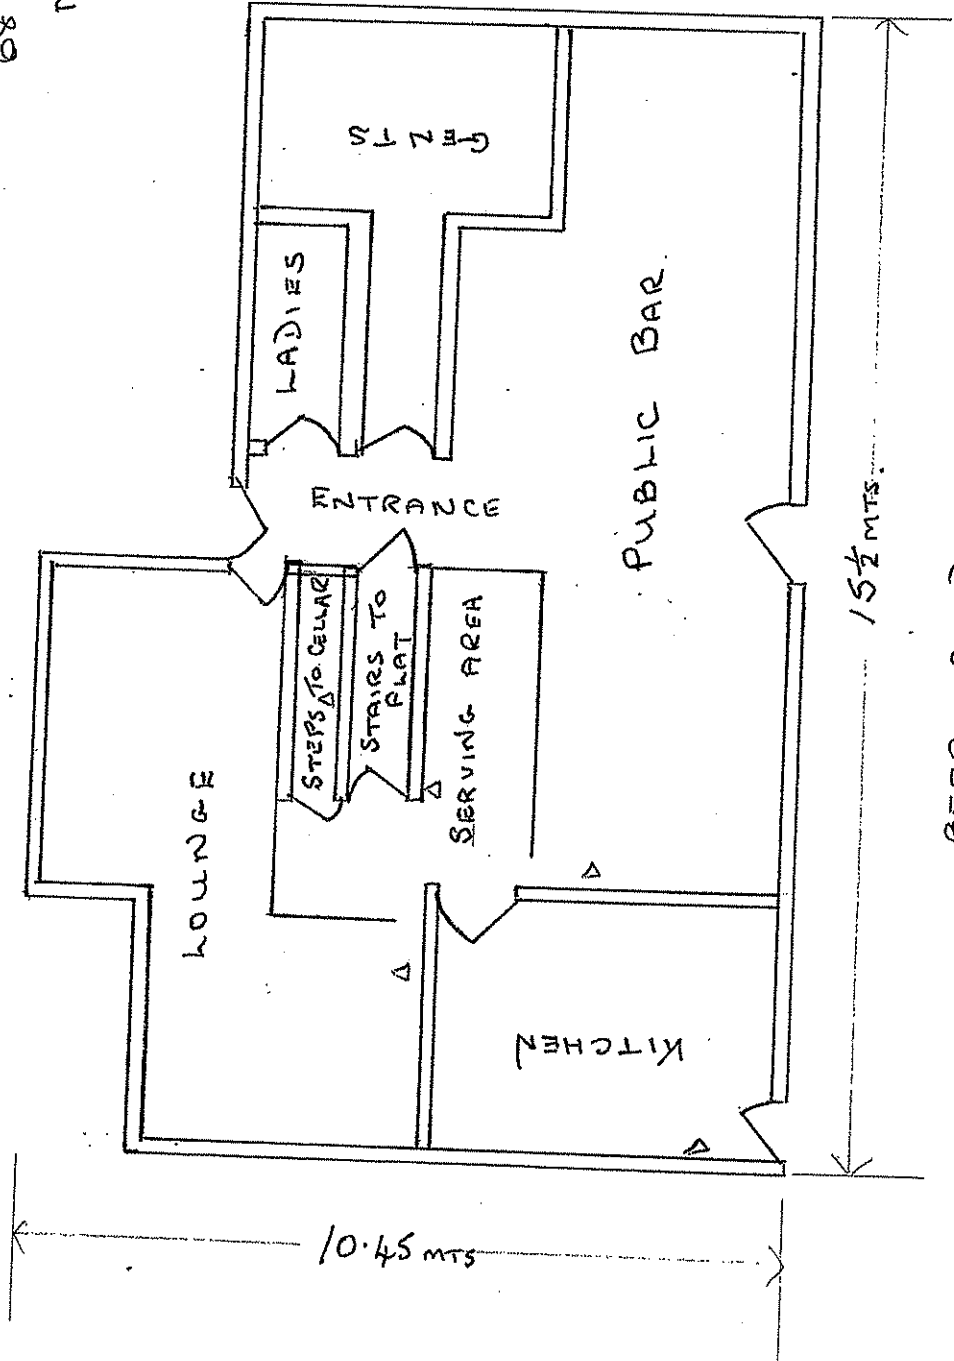 GENTS
LADIES
ENTRANCE
PUBLIC BAR.
STEPS TO CELLAR
STAIRS TO
FLAT
SERVING AREA
LOUNGE
KITCHEN
15½ MTS.
10.45 MTS